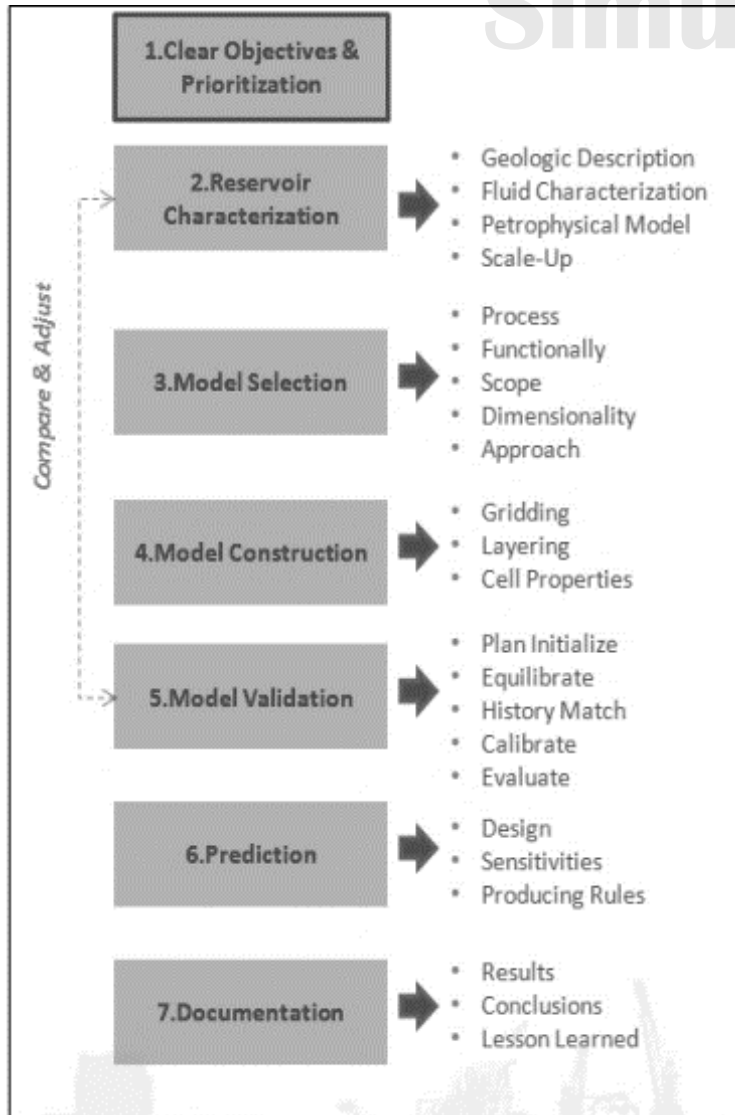 Simu
1.Clear Objectives &
Prioritization
2.Reservoir
Characterization
• Geologic Description
• Fluid Characterization
• Petrophysical Model
• Scale-Up
Compare & Adjust
3.Model Selection
• Process
• Functionally
• Scope
• Dimensionality
• Approach
4.Model Construction
• Gridding
• Layering
• Cell Properties
5.Model Validation
• Plan Initialize
• Equilibrate
• History Match
• Calibrate
• Evaluate
6.Prediction
• Design
• Sensitivities
• Producing Rules
7.Documentation
• Results
• Conclusions
• Lesson Learned